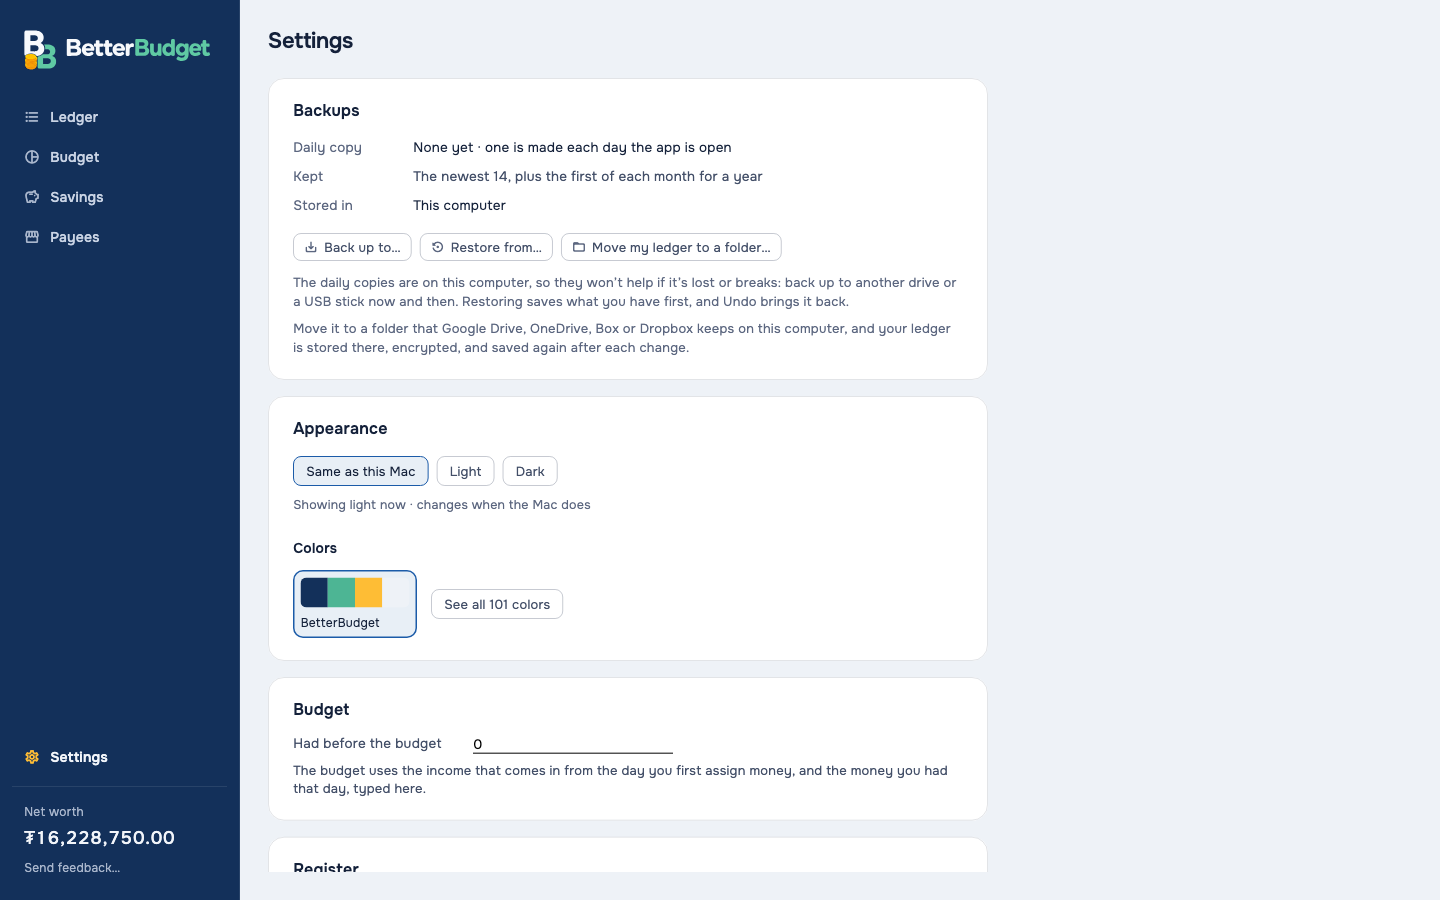 BetterBudget
Ledger
Budget
Savings
Payees
Settings
Net worth
₮16,228,750.00
Send feedback...
Settings
Backups
Daily copy None yet · one is made each day the app is open
Kept The newest 14, plus the first of each month for a year
Stored in This computer
Back up to... Restore from... Move my ledger to a folder...
The daily copies are on this computer, so they won’t help if it’s lost or breaks: back up to another drive or
a USB stick now and then. Restoring saves what you have first, and Undo brings it back.
Move it to a folder that Google Drive, OneDrive, Box or Dropbox keeps on this computer, and your ledger
is stored there, encrypted, and saved again after each change.
Appearance
Same as this Mac Light Dark
Showing light now · changes when the Mac does
Colors
BetterBudget
See all 101 colors
Budget
Had before the budget 0
The budget uses the income that comes in from the day you first assign money, and the money you had
that day, typed here.
Register